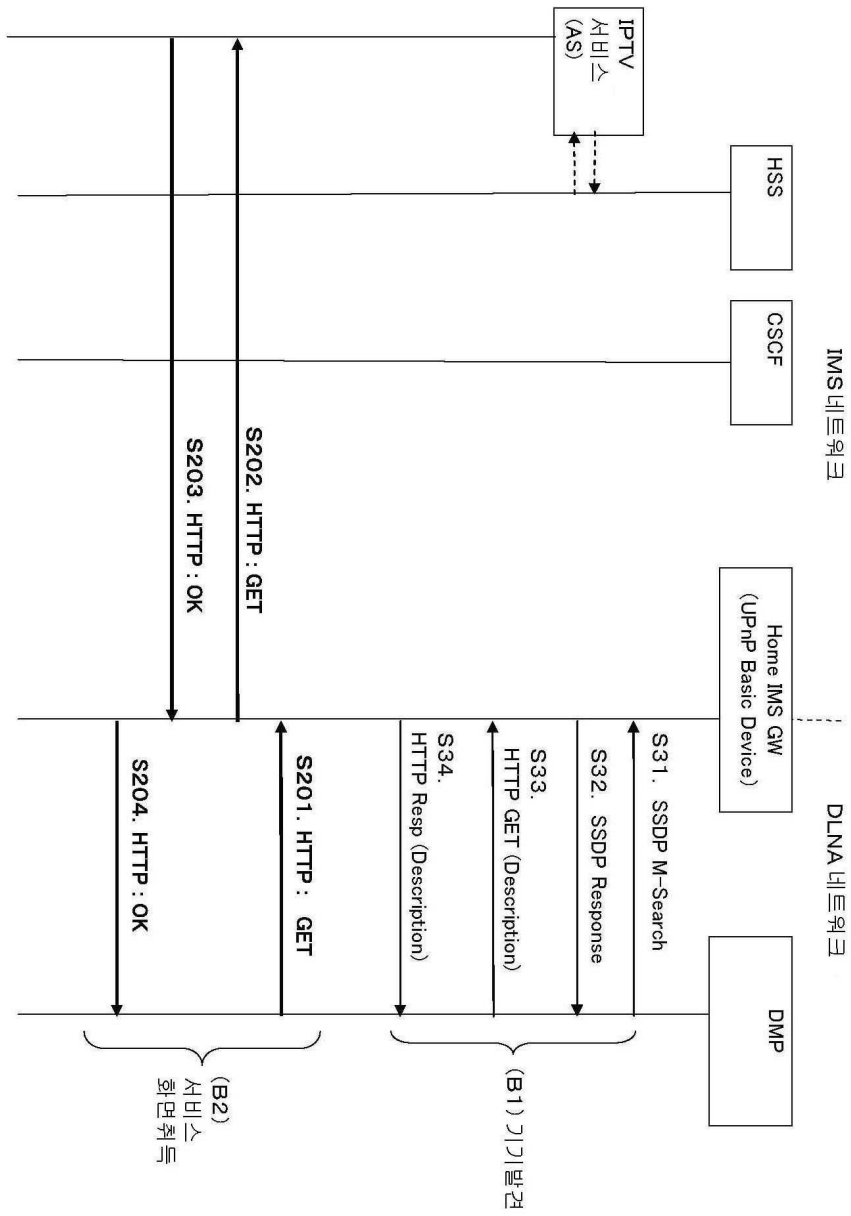 IMS 네트워크
DLNA 네트워크
IPTV
서비스
(AS)
HSS
CSCF
Home IMS GW
(UPnP Basic Device)
DMP
S31. SSDP M-Search
S32. SSDP Response
S33.
HTTP GET (Description)
S34.
HTTP Resp (Description)
(B1) 기기발견
S201. HTTP : GET
S202. HTTP : GET
S203. HTTP : OK
S204. HTTP : OK
(B2)
서비스
화면취득